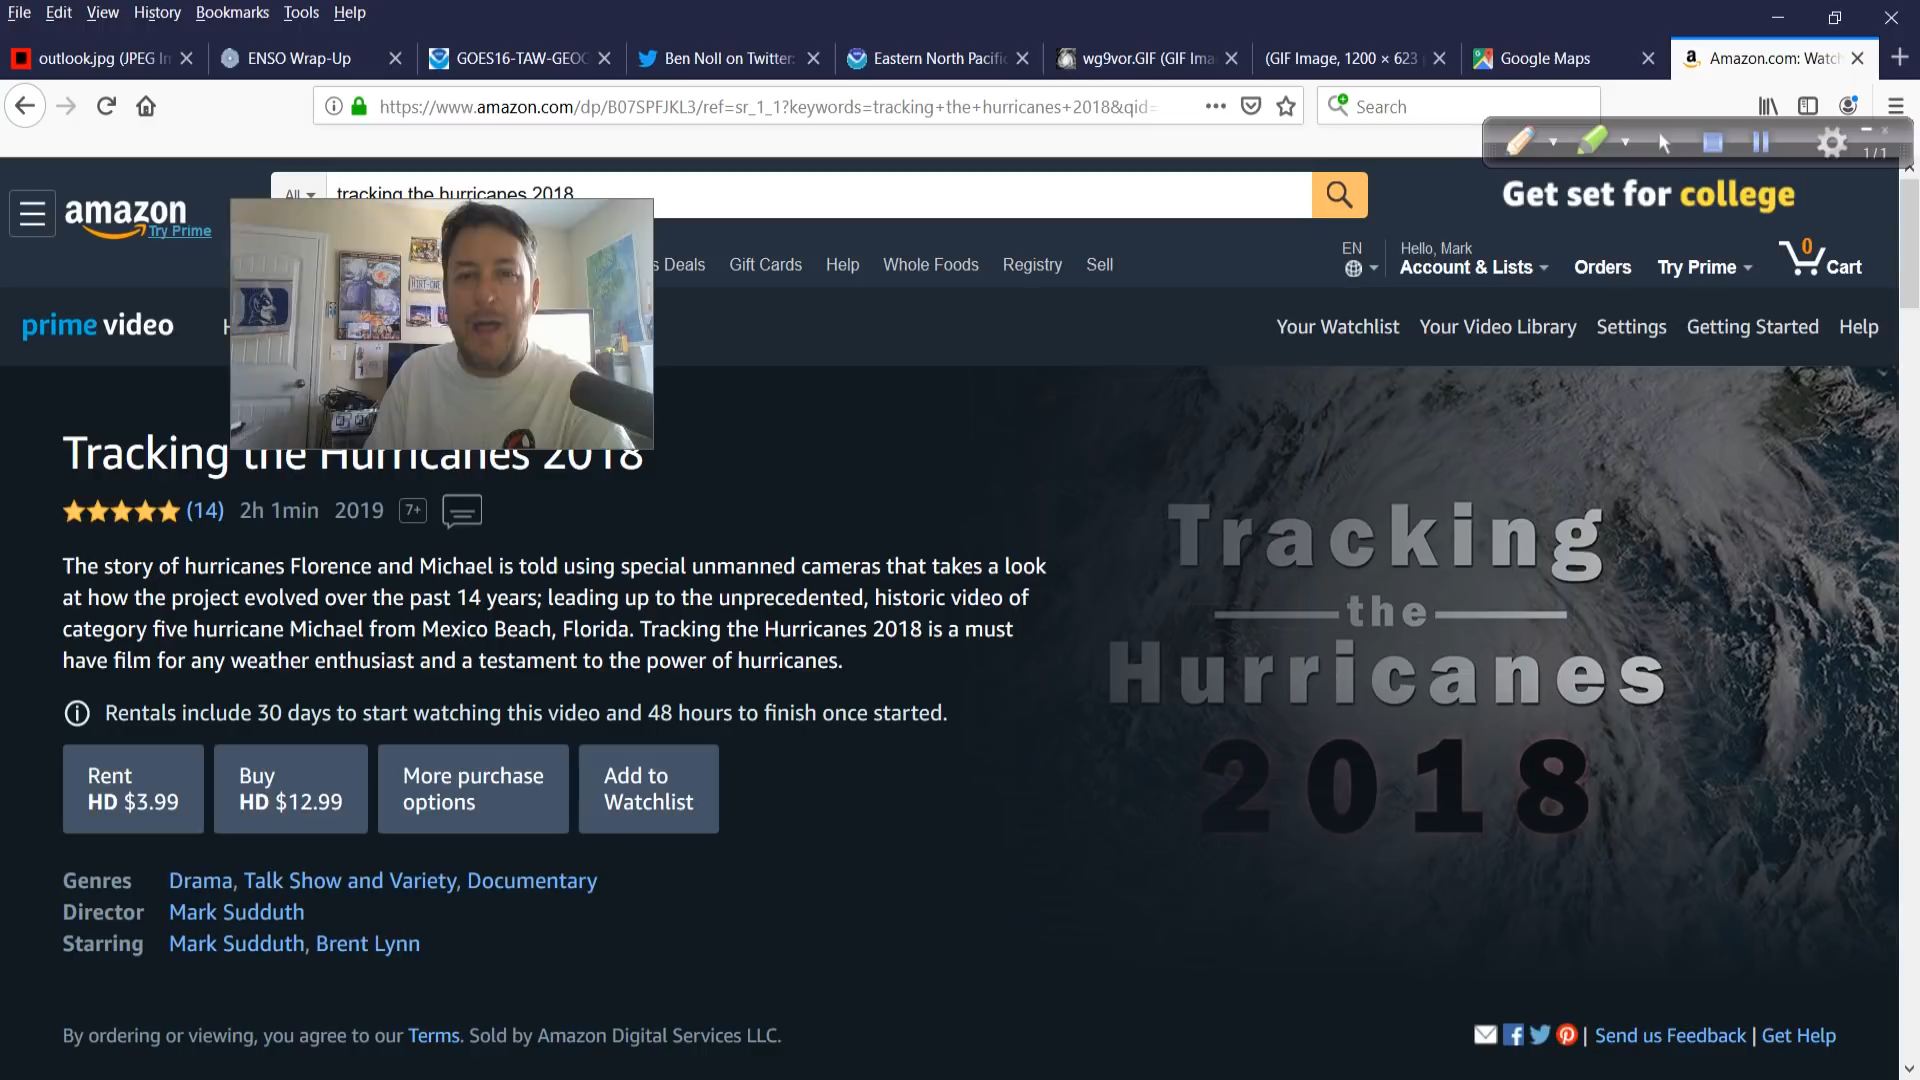 File Edit View History Bookmarks Tools Help
outlook.jpg (JPEG Im
ENSO Wrap-Up
GOES16-TAW-GEOC
Ben Noll on Twitter:
Eastern North Pacific
wg9vor.GIF (GIF Ima
(GIF Image, 1200 × 623
Google Maps
Amazon.com: Watch
https://www.amazon.com/dp/B07SPFJKL3/ref=sr_1_1?keywords=tracking+the+hurricanes+2018&qid=
Search
1/1
All
tracking the hurricanes 2018
Get set for college
amazon
Try Prime
s Deals Gift Cards Help Whole Foods Registry Sell
EN
Hello, Mark
Account & Lists
Orders
Try Prime
0
Cart
prime video
H
Your Watchlist Your Video Library Settings Getting Started Help
Tracking the Hurricanes 2018
(14) 2h 1min 2019 7+
The story of hurricanes Florence and Michael is told using special unmanned cameras that takes a look
at how the project evolved over the past 14 years; leading up to the unprecedented, historic video of
category five hurricane Michael from Mexico Beach, Florida. Tracking the Hurricanes 2018 is a must
have film for any weather enthusiast and a testament to the power of hurricanes.
Rentals include 30 days to start watching this video and 48 hours to finish once started.
Rent
HD $3.99
Buy
HD $12.99
More purchase
options
Add to
Watchlist
Tracking
the
Hurricanes
2018
Genres Drama, Talk Show and Variety, Documentary
Director Mark Sudduth
Starring Mark Sudduth, Brent Lynn
By ordering or viewing, you agree to our Terms. Sold by Amazon Digital Services LLC.
| Send us Feedback | Get Help